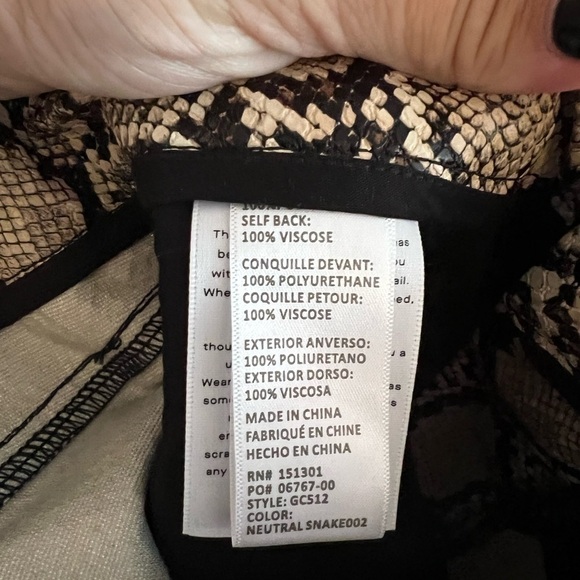 SELF BACK:
100% VISCOSE
CONQUILLE DEVANT:
100% POLYURETHANE
COQUILLE PETOUR:
100% VISCOSE
EXTERIOR ANVERSO:
100% POLIURETANO
EXTERIOR DORSO:
100% VISCOSA
MADE IN CHINA
FABRIQUÉ EN CHINE
HECHO EN CHINA
RN# 151301
PO# 06767-00
STYLE: GC512
COLOR:
NEUTRAL SNAKE002